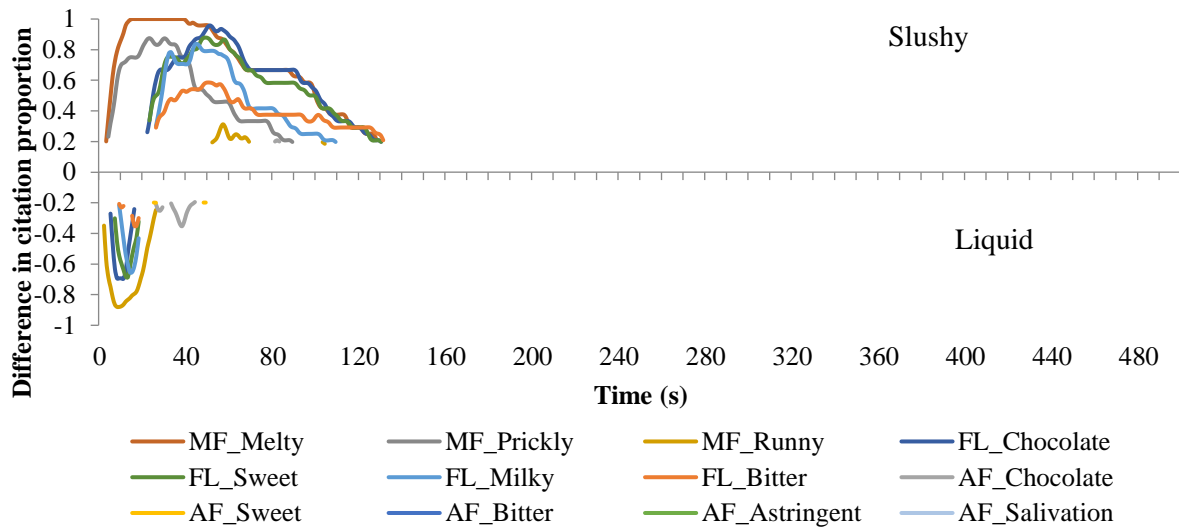 Difference in citation proportion
1
0.8
0.6
0.4
0.2
0
-0.2
-0.4
-0.6
-0.8
-1
Slushy
Liquid
0 40 80 120 160 200 240 280 320 360 400 440 480
Time (s)
MF_Melty MF_Prickly MF_Runny FL_Chocolate
FL_Sweet FL_Milky FL_Bitter AF_Chocolate
AF_Sweet AF_Bitter AF_Astringent AF_Salivation